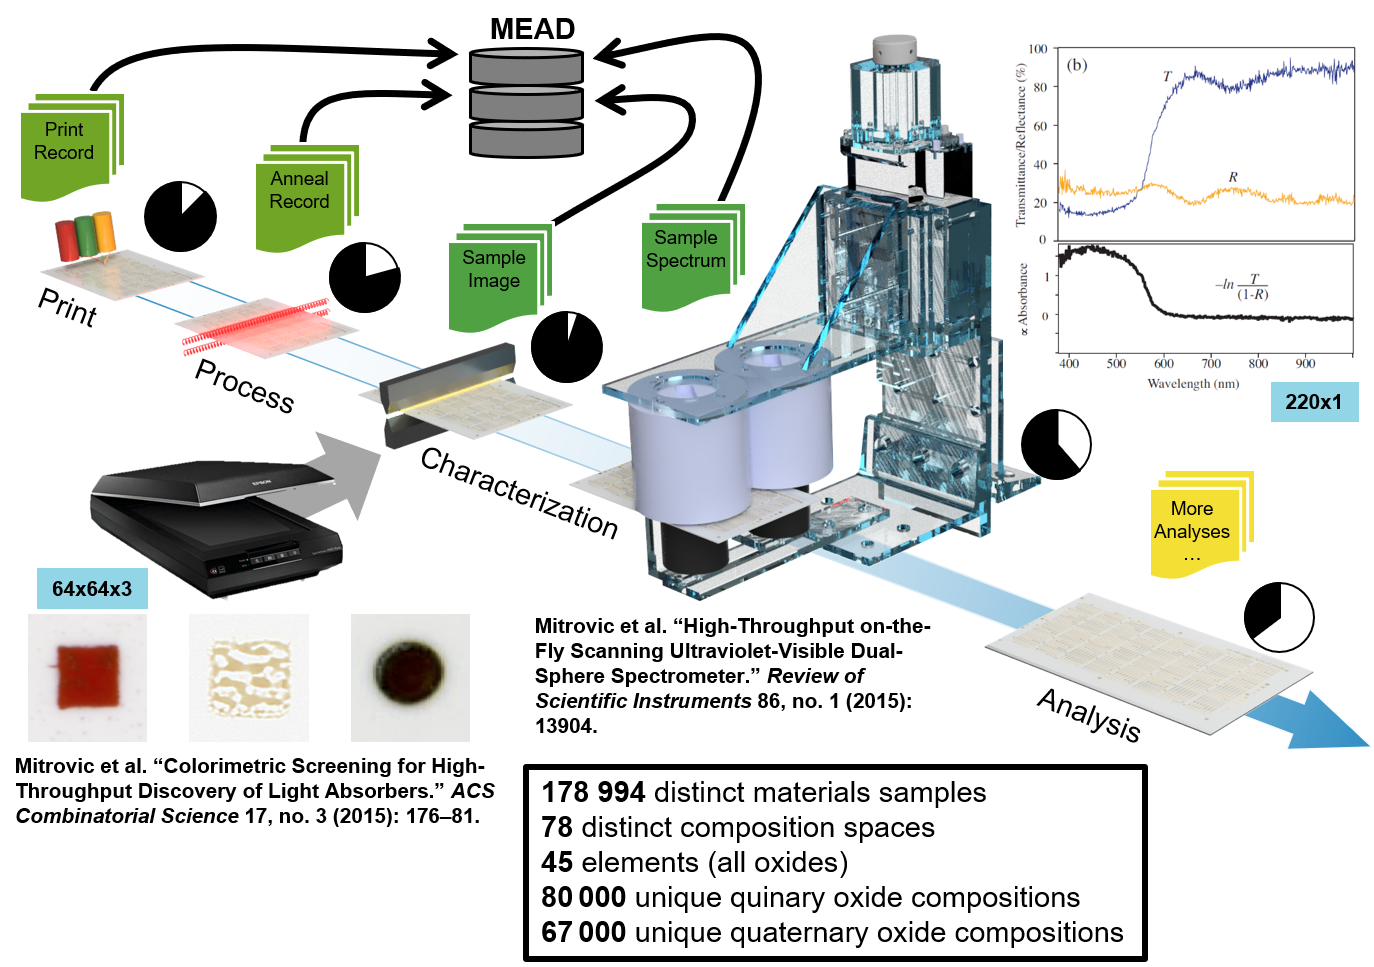 MEAD
Print
Record
Anneal
Record
Sample
Image
Sample
Spectrum
Print
Process
Characterization
Analysis
EPSON
(b)
T
R
Transmittance/Reflectance (%)
100
80
60
40
20
0
∝ Absorbance
1
0
–ln T
(1-R)
400 500 600 700 800 900
Wavelength (nm)
220x1
More
Analyses
...
64x64x3
Mitrovic et al. “High-Throughput on-the-
Fly Scanning Ultraviolet-Visible Dual-
Sphere Spectrometer.” Review of
Scientific Instruments 86, no. 1 (2015):
13904.
Mitrovic et al. “Colorimetric Screening for High-
Throughput Discovery of Light Absorbers.” ACS
Combinatorial Science 17, no. 3 (2015): 176–81.
178 994 distinct materials samples
78 distinct composition spaces
45 elements (all oxides)
80 000 unique quinary oxide compositions
67 000 unique quaternary oxide compositions